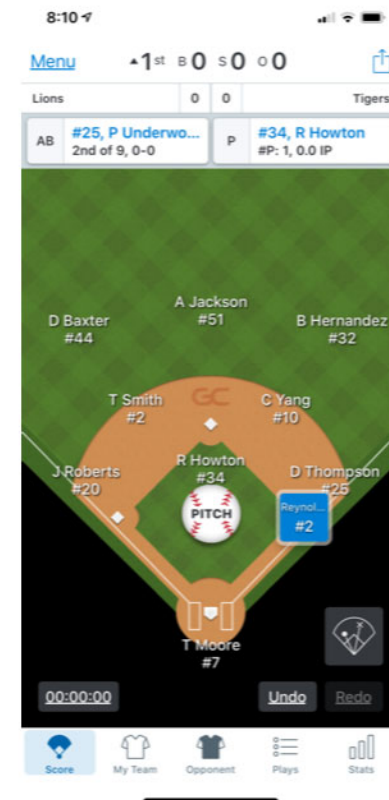 8:10
Menu
1st B 0 S 0 O 0
Lions 0 0 Tigers
AB
#25, P Underwo...
2nd of 9, 0-0
P
#34, R Howton
#P: 1, 0.0 IP
A Jackson
#51
D Baxter
#44
B Hernandez
#32
T Smith
#2
GC
C Yang
#10
J Roberts
#20
R Howton
#34
D Thompson
#25
PITCH
Reynol...
#2
T Moore
#7
00:00:00
Undo
Redo
Score
My Team
Opponent
Plays
Stats